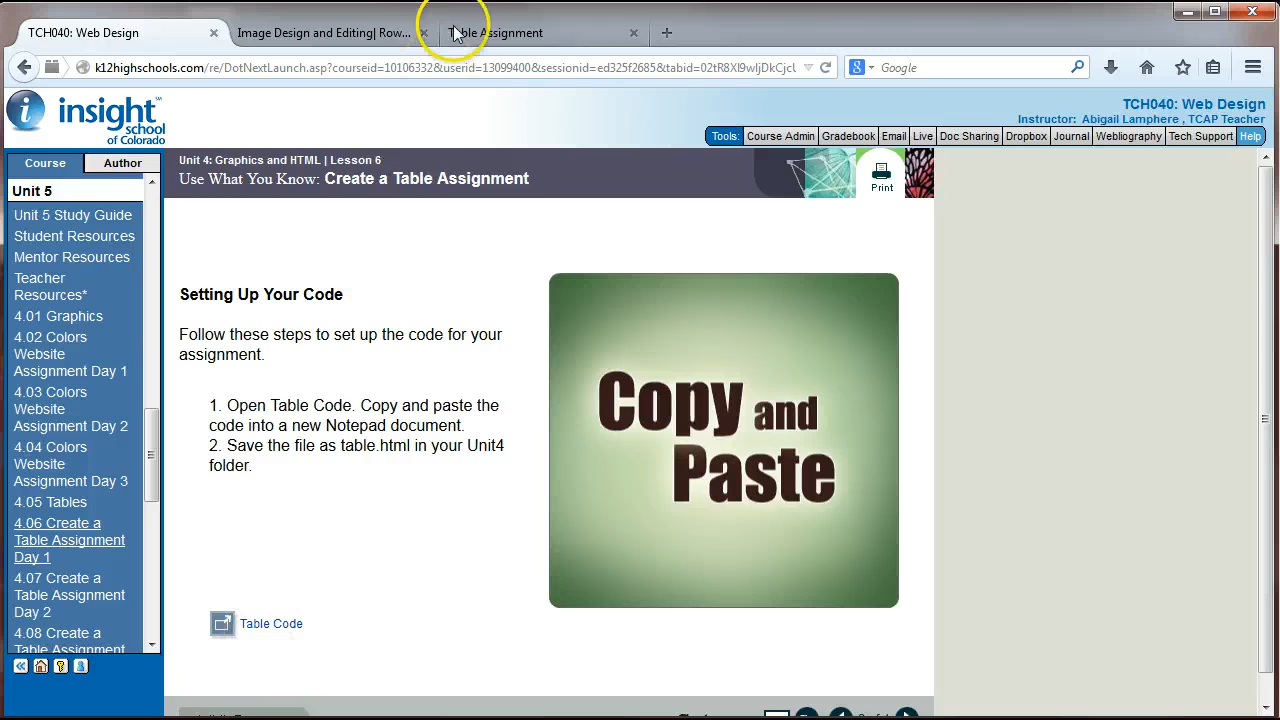 TCH040: Web Design
Image Design and Editing| Row...
Table Assignment
k12highschools.com/re/DotNextLaunch.asp?courseid=10106332&userid=13099400&sessionid=ed325f2685&tabid=02tR8Xl9wljDkCjcU
Google
insight
school
of Colorado
TCH040: Web Design
Instructor: Abigail Lamphere , TCAP Teacher
Tools: Course Admin Gradebook Email Live Doc Sharing Dropbox Journal Webliography Tech Support Help
Course Author
Unit 5
Unit 5 Study Guide
Student Resources
Mentor Resources
Teacher
Resources*
4.01 Graphics
4.02 Colors
Website
Assignment Day 1
4.03 Colors
Website
Assignment Day 2
4.04 Colors
Website
Assignment Day 3
4.05 Tables
4.06 Create a
Table Assignment
Day 1
4.07 Create a
Table Assignment
Day 2
4.08 Create a
Table Assignment
Unit 4: Graphics and HTML | Lesson 6
Use What You Know: Create a Table Assignment
Print
Setting Up Your Code
Follow these steps to set up the code for your
assignment.
1. Open Table Code. Copy and paste the
code into a new Notepad document.
2. Save the file as table.html in your Unit4
folder.
Copy and
Paste
Table Code